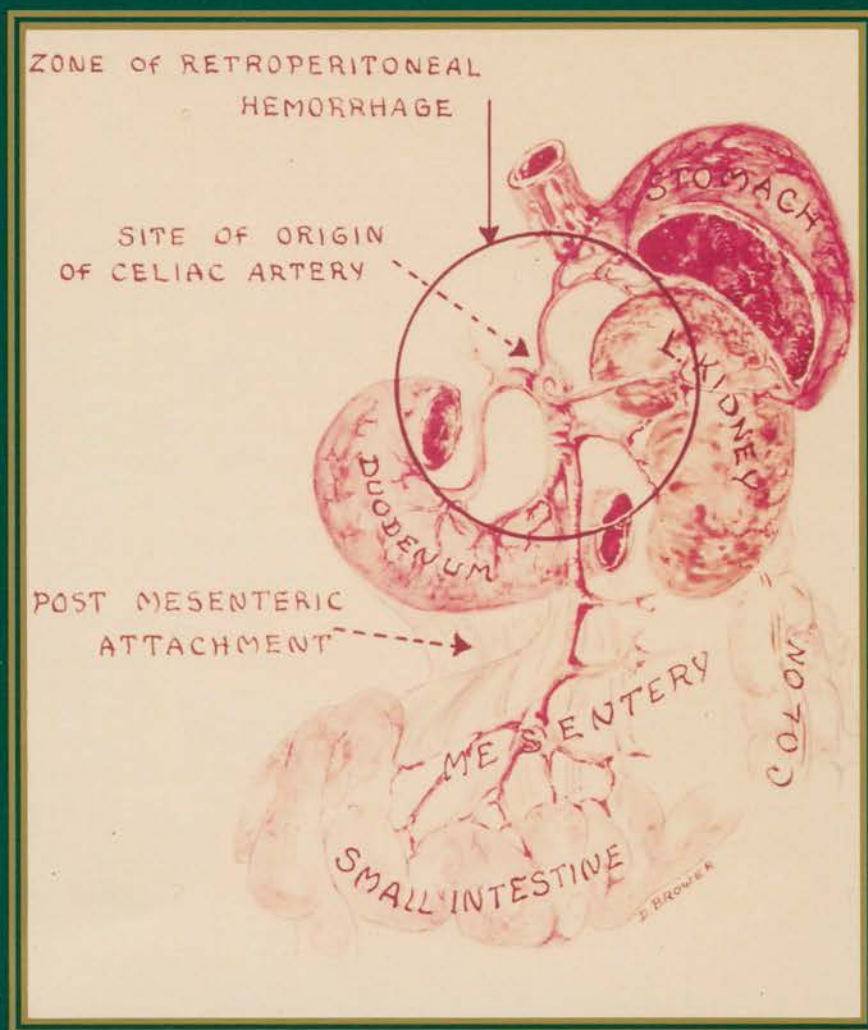 ZONE OF RETROPERITONEAL
HEMORRHAGE
STOMACH
SITE OF ORIGIN
OF CELIAC ARTERY
L. KIDNEY
DUODENUM
POST MESENTERIC
ATTACHMENT
COLON
MESENTERY
SMALL INTESTINE
D. BROWER